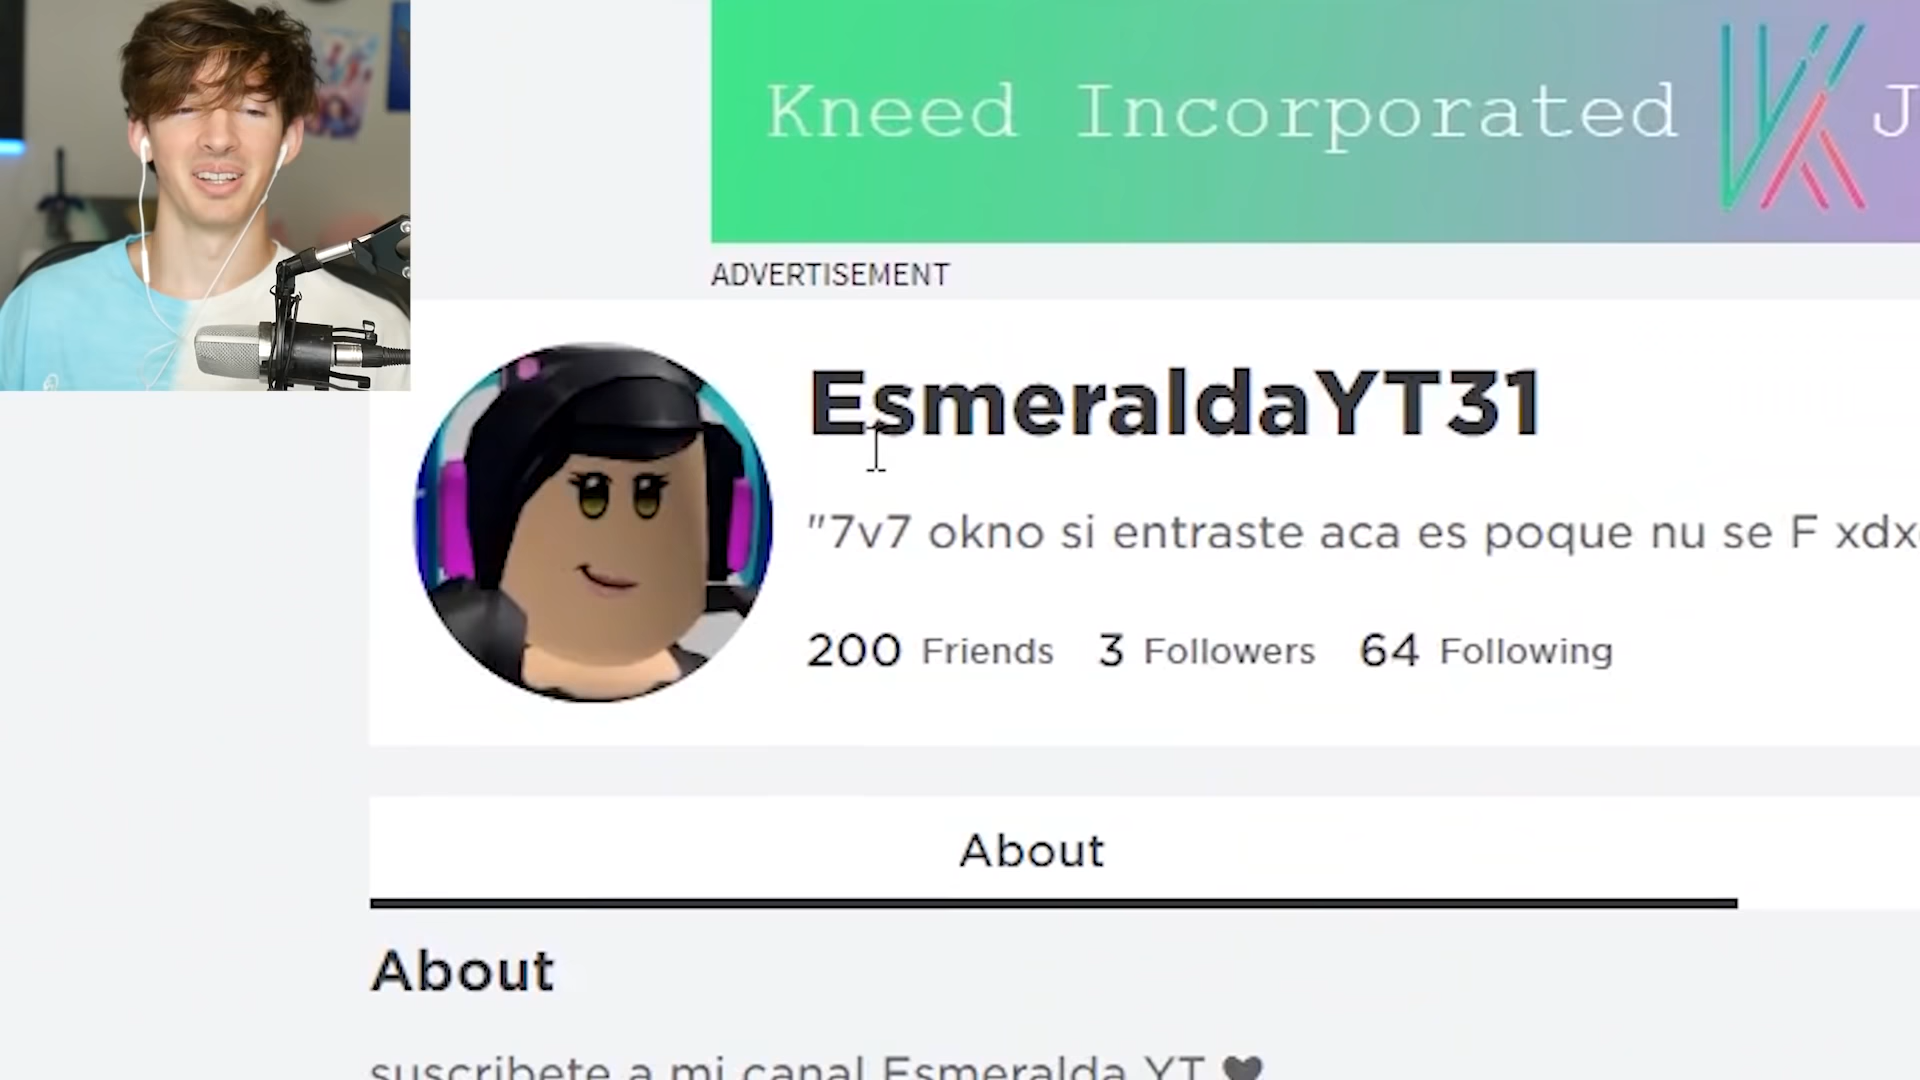 Kneed Incorporated J
ADVERTISEMENT
EsmeraldaYT31
"7v7 okno si entraste aca es poque nu se F xdx
200 Friends 3 Followers 64 Following
About
About
suscribete a mi canal Esmeralda YT ♥